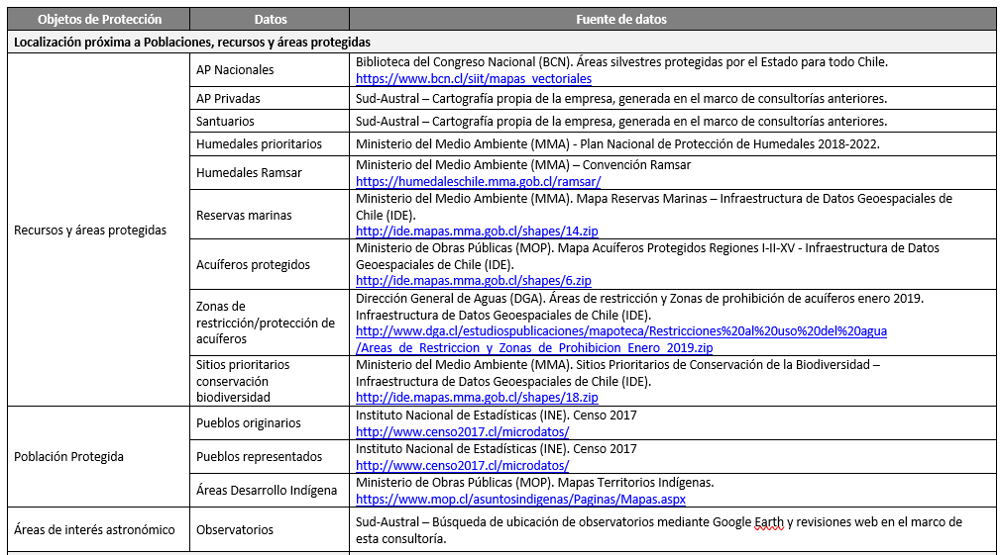 Objetos de Protección Datos Fuente de datos
Localización próxima a Poblaciones, recursos y áreas protegidas
Recursos y áreas protegidas
AP Nacionales
Biblioteca del Congreso Nacional (BCN). Áreas silvestres protegidas por el Estado para todo Chile.
https://www.bcn.cl/siit/mapas_vectoriales
AP Privadas
Sud-Austral – Cartografía propia de la empresa, generada en el marco de consultorías anteriores.
Santuarios
Sud-Austral – Cartografía propia de la empresa, generada en el marco de consultorías anteriores.
Humedales prioritarios
Ministerio del Medio Ambiente (MMA) - Plan Nacional de Protección de Humedales 2018-2022.
Humedales Ramsar
Ministerio del Medio Ambiente (MMA) – Convención Ramsar
https://humedaleschile.mma.gob.cl/ramsar/
Reservas marinas
Ministerio del Medio Ambiente (MMA). Mapa Reservas Marinas – Infraestructura de Datos Geoespaciales de
Chile (IDE).
http://ide.mapas.mma.gob.cl/shapes/14.zip
Acuíferos protegidos
Ministerio de Obras Públicas (MOP). Mapa Acuíferos Protegidos Regiones I-II-XV - Infraestructura de Datos
Geoespaciales de Chile (IDE).
http://ide.mapas.mma.gob.cl/shapes/6.zip
Zonas de
restricción/protección de
acuíferos
Dirección General de Aguas (DGA). Áreas de restricción y Zonas de prohibición de acuíferos enero 2019.
Infraestructura de Datos Geoespaciales de Chile (IDE).
http://www.dga.cl/estudiospublicaciones/mapoteca/Restricciones%20al%20uso%20del%20agua
/Areas_de_Restriccion_y_Zonas_de_Prohibicion_Enero_2019.zip
Sitios prioritarios
conservación
biodiversidad
Ministerio del Medio Ambiente (MMA). Sitios Prioritarios de Conservación de la Biodiversidad –
Infraestructura de Datos Geoespaciales de Chile (IDE).
http://ide.mapas.mma.gob.cl/shapes/18.zip
Población Protegida
Pueblos originarios
Instituto Nacional de Estadísticas (INE). Censo 2017
http://www.censo2017.cl/microdatos/
Pueblos representados
Instituto Nacional de Estadísticas (INE). Censo 2017
http://www.censo2017.cl/microdatos/
Áreas Desarrollo Indígena
Ministerio de Obras Públicas (MOP). Mapas Territorios Indígenas.
https://www.mop.cl/asuntosindigenas/Paginas/Mapas.aspx
Áreas de interés astronómico
Observatorios
Sud-Austral – Búsqueda de ubicación de observatorios mediante Google Earth y revisiones web en el marco de
esta consultoría.